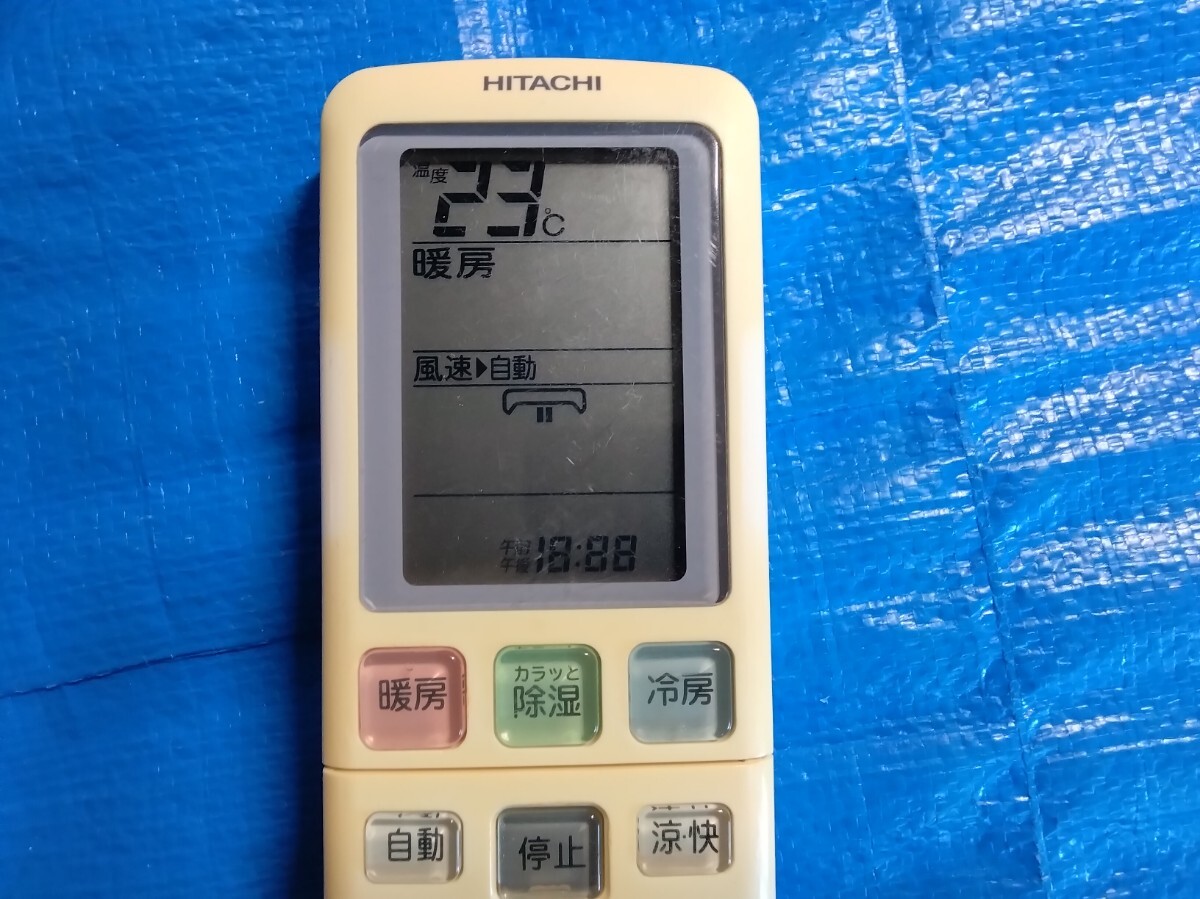 HITACHI
温度 23℃
暖房
風速▶自動
午前
午後 18:88
暖房
カラッと
除湿
冷房
自動
停止
涼・快